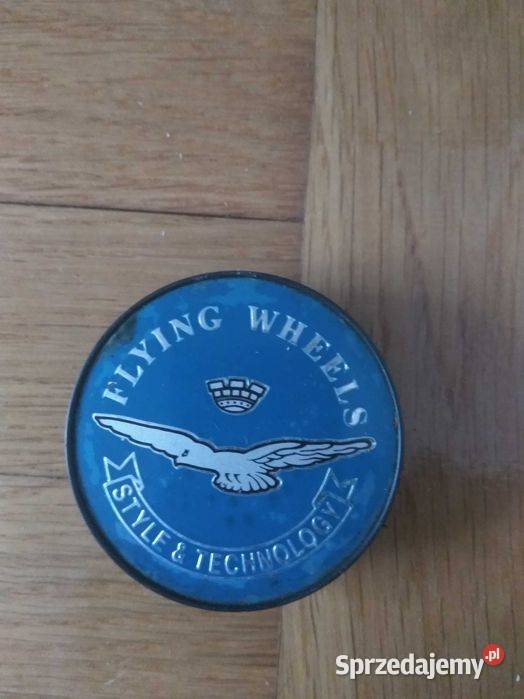 FLYING WHEELS
STYLE & TECHNOLOGY
Sprzedajemy.pl